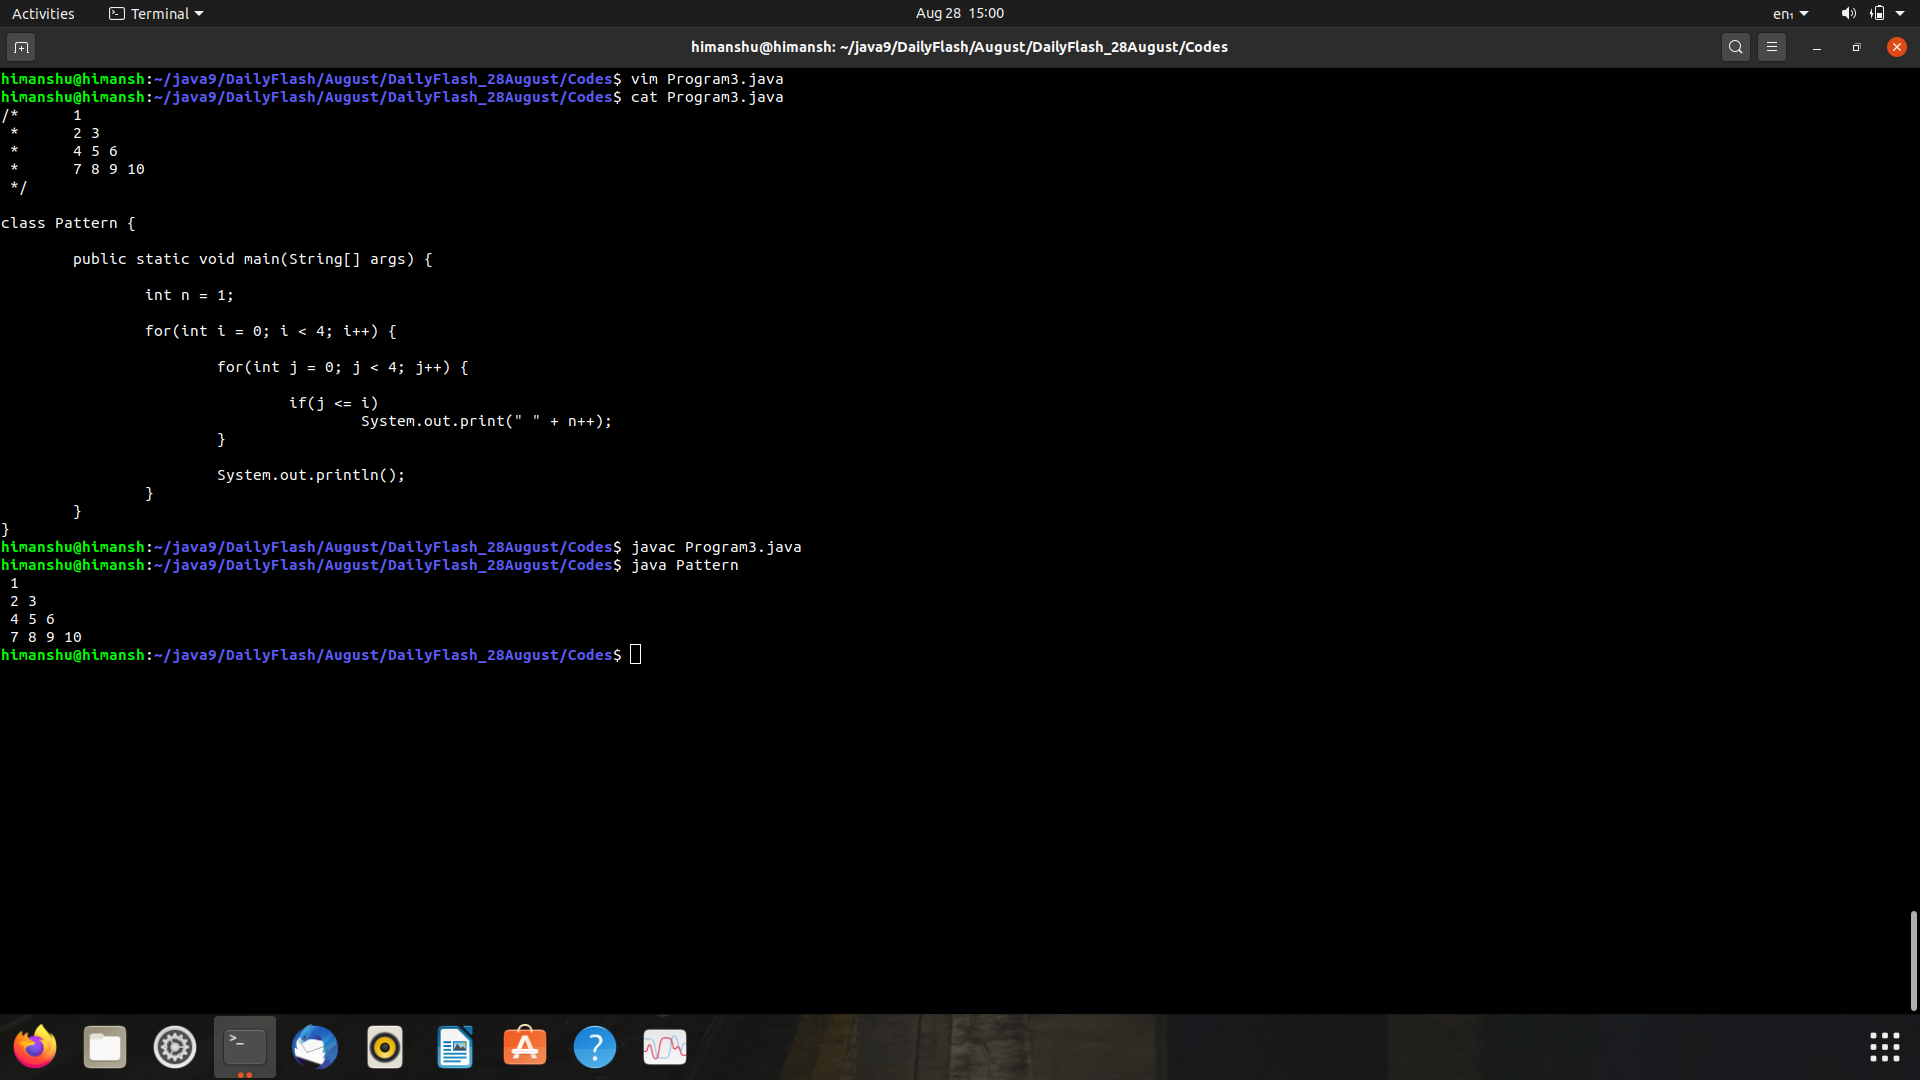 Activities Terminal Aug 28 15:00 en₁
himanshu@himansh: ~/java9/DailyFlash/August/DailyFlash_28August/Codes
himanshu@himansh:~/java9/DailyFlash/August/DailyFlash_28August/Codes$ vim Program3.java
himanshu@himansh:~/java9/DailyFlash/August/DailyFlash_28August/Codes$ cat Program3.java
/*      1
 *      2 3
 *      4 5 6
 *      7 8 9 10
 */
class Pattern {
        public static void main(String[] args) {
                int n = 1;
                for(int i = 0; i < 4; i++) {
                        for(int j = 0; j < 4; j++) {
                                if(j <= i)
                                        System.out.print(" " + n++);
                        }
                        System.out.println();
                }
        }
}
himanshu@himansh:~/java9/DailyFlash/August/DailyFlash_28August/Codes$ javac Program3.java
himanshu@himansh:~/java9/DailyFlash/August/DailyFlash_28August/Codes$ java Pattern
 1
 2 3
 4 5 6
 7 8 9 10
himanshu@himansh:~/java9/DailyFlash/August/DailyFlash_28August/Codes$